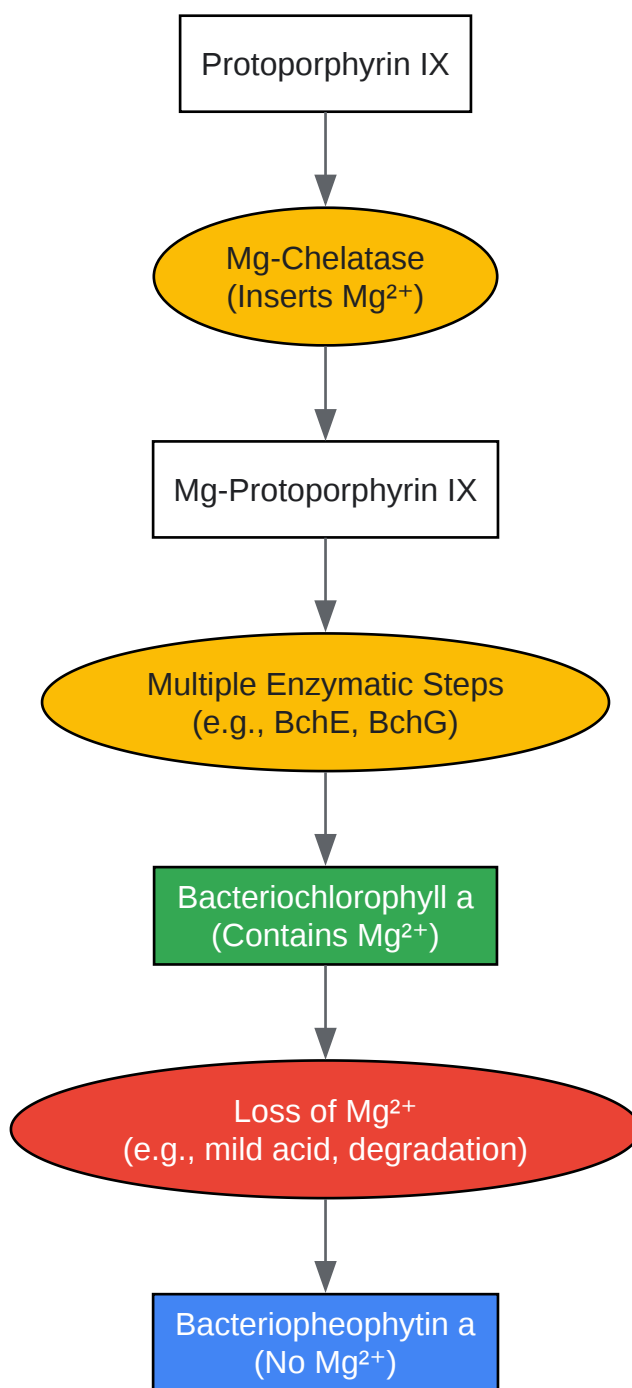 Protoporphyrin IX
Mg-Chelatase
(Inserts Mg²⁺)
Mg-Protoporphyrin IX
Multiple Enzymatic Steps
(e.g., BchE, BchG)
Bacteriochlorophyll a
(Contains Mg²⁺)
Loss of Mg²⁺
(e.g., mild acid, degradation)
Bacteriopheophytin a
(No Mg²⁺)